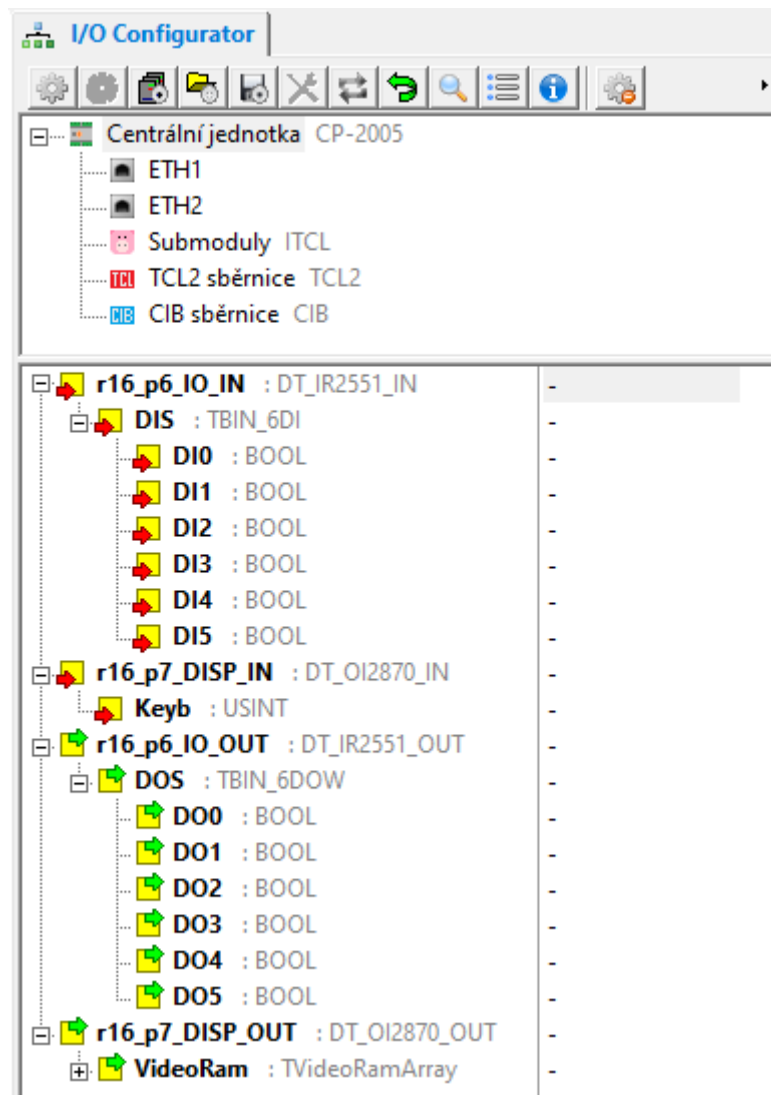 I/O Configurator
Centrální jednotka CP-2005
ETH1
ETH2
Submoduly ITCL
TCL TCL2 sběrnice TCL2
CIB CIB sběrnice CIB
r16_p6_IO_IN : DT_IR2551_IN -
DIS : TBIN_6DI -
DI0 : BOOL -
DI1 : BOOL -
DI2 : BOOL -
DI3 : BOOL -
DI4 : BOOL -
DI5 : BOOL -
r16_p7_DISP_IN : DT_OI2870_IN -
Keyb : USINT -
r16_p6_IO_OUT : DT_IR2551_OUT -
DOS : TBIN_6DOW -
DO0 : BOOL -
DO1 : BOOL -
DO2 : BOOL -
DO3 : BOOL -
DO4 : BOOL -
DO5 : BOOL -
r16_p7_DISP_OUT : DT_OI2870_OUT -
VideoRam : TVideoRamArray -